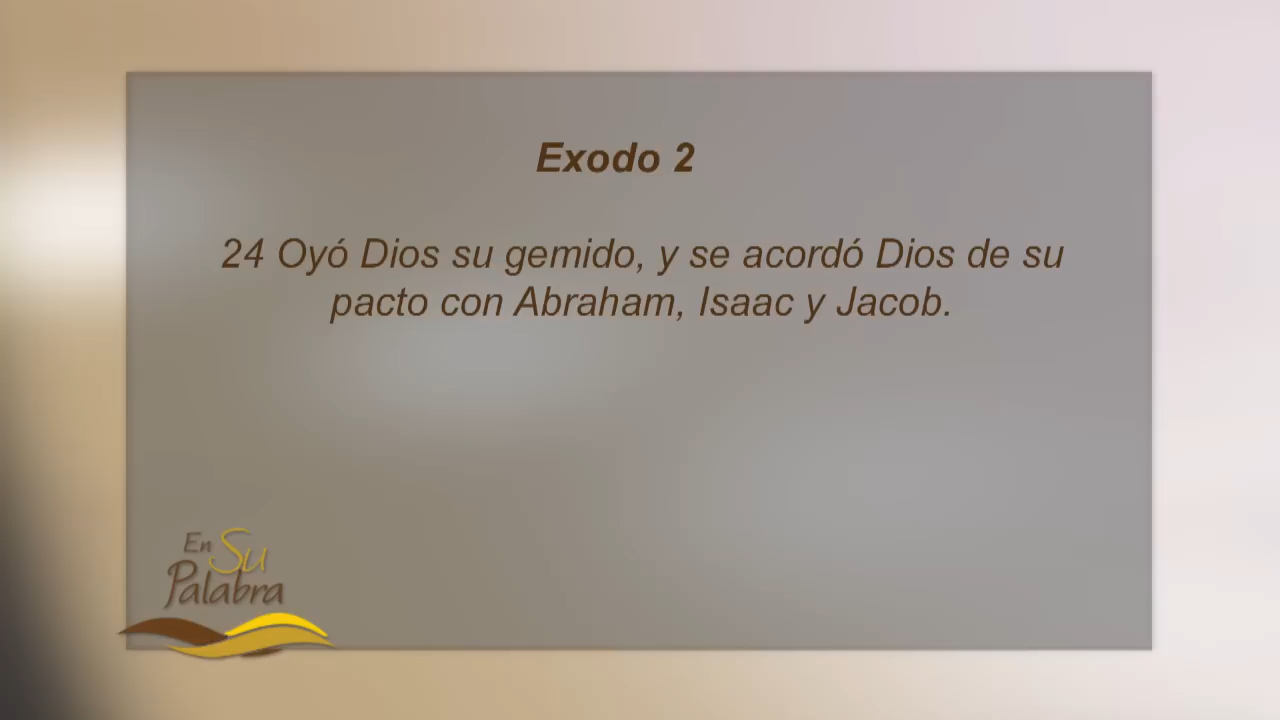 Exodo 2
24 Oyó Dios su gemido, y se acordó Dios de su
pacto con Abraham, Isaac y Jacob.
En Su
Palabra